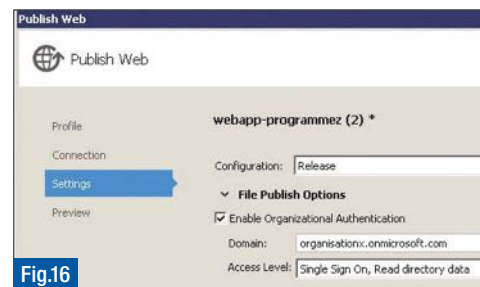 Publish Web
Publish Web
Profile
Connection
Settings
Preview
webapp-programmez (2) *
Configuration: Release
File Publish Options
Enable Organizational Authentication
Domain: organisationx.onmicrosoft.com
Access Level: Single Sign On, Read directory data
Fig.16